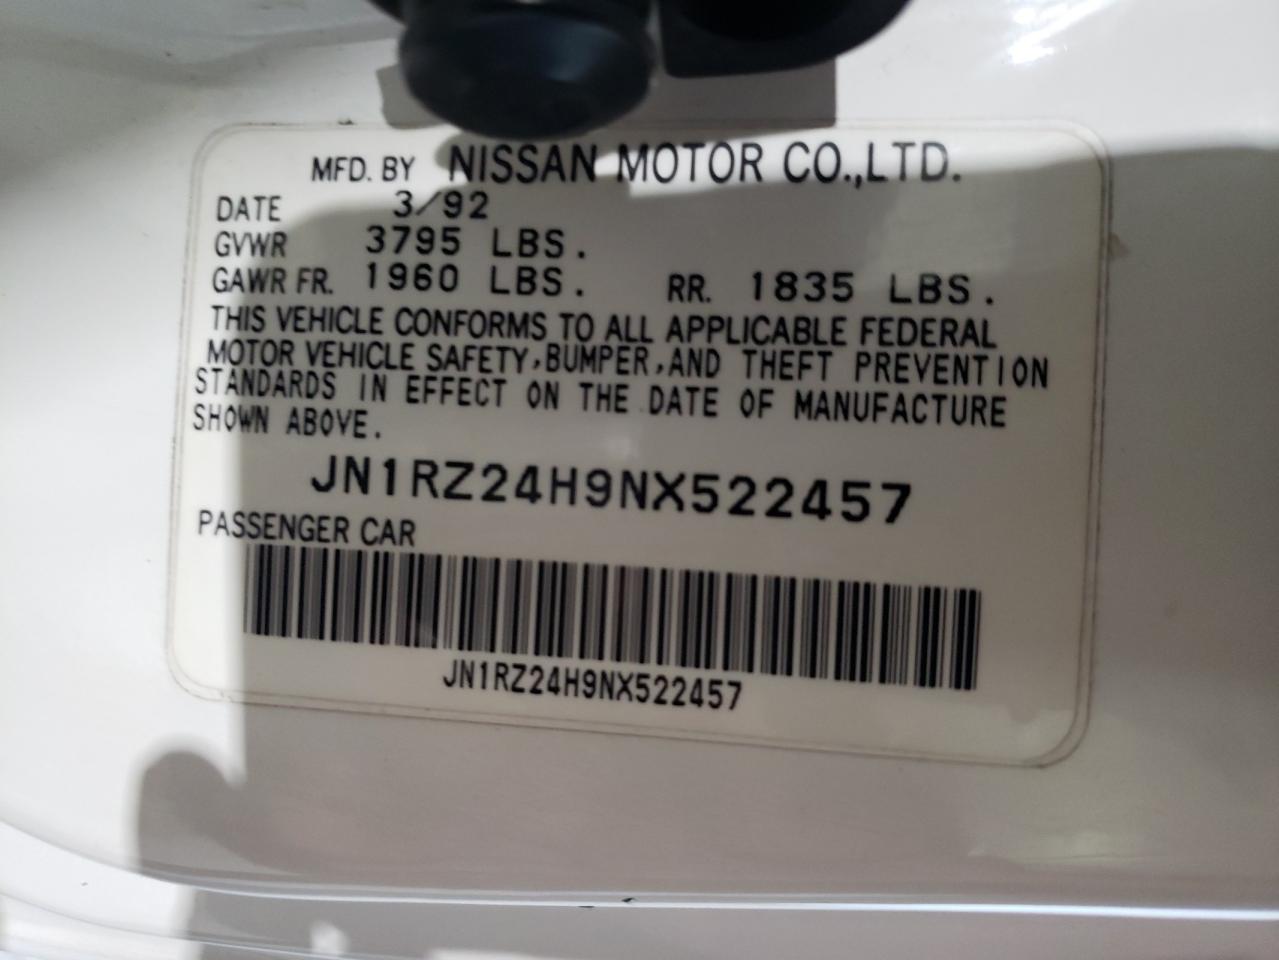 MFD. BY NISSAN MOTOR CO.,LTD.
DATE 3/92
GVWR 3795 LBS.
GAWR FR. 1960 LBS. RR. 1835 LBS.
THIS VEHICLE CONFORMS TO ALL APPLICABLE FEDERAL
MOTOR VEHICLE SAFETY,BUMPER,AND THEFT PREVENTION
STANDARDS IN EFFECT ON THE DATE OF MANUFACTURE
SHOWN ABOVE.
JN1RZ24H9NX522457
PASSENGER CAR
JN1RZ24H9NX522457